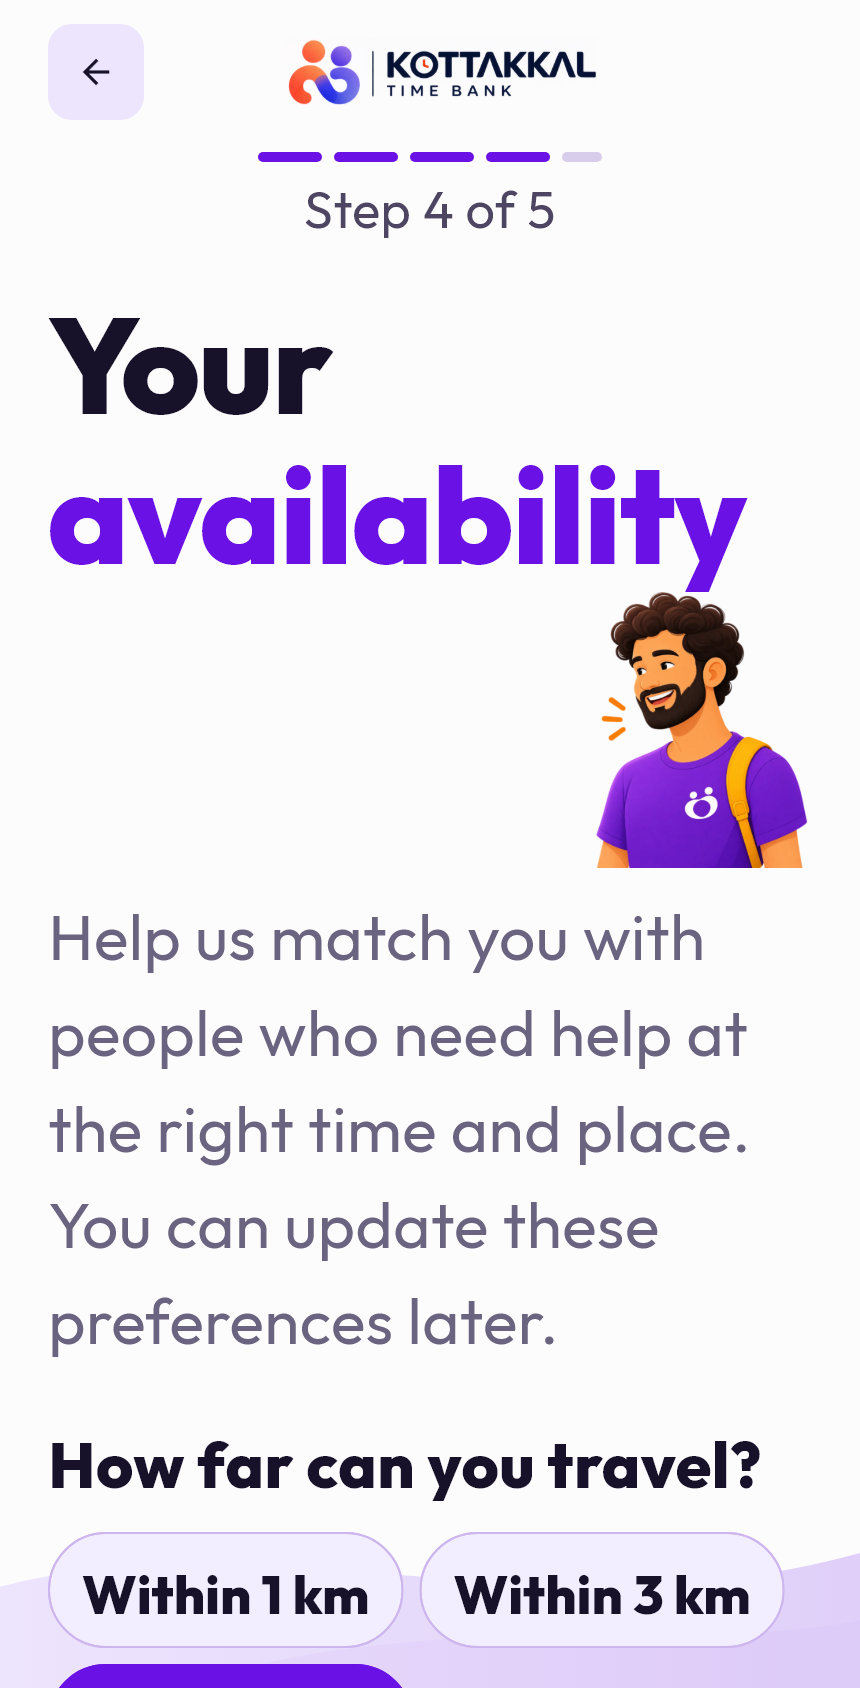 KOTTAKKAL
TIME BANK
Step 4 of 5
Your
availability
Help us match you with
people who need help at
the right time and place.
You can update these
preferences later.
How far can you travel?
Within 1 km
Within 3 km